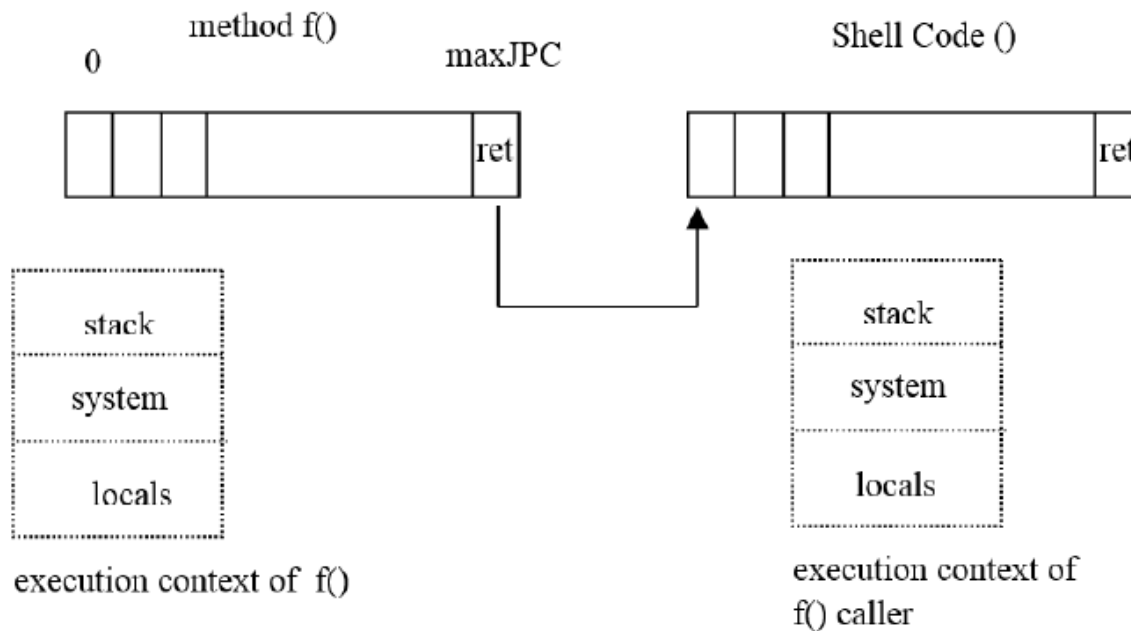 method f()
0
maxJPC
Shell Code ()
ret
ret
stack
system
locals
execution context of f()
stack
system
locals
execution context of
f() caller